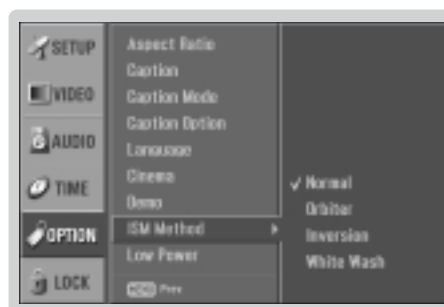 SETUP
VIDEO
AUDIO
TIME
OPTION
LOCK
Aspect Ratio
Caption
Caption Mode
Caption Option
Language
Cinema
Demo
ISM Method
Low Power
Prev
Normal
Orbiter
Inversion
White Wash